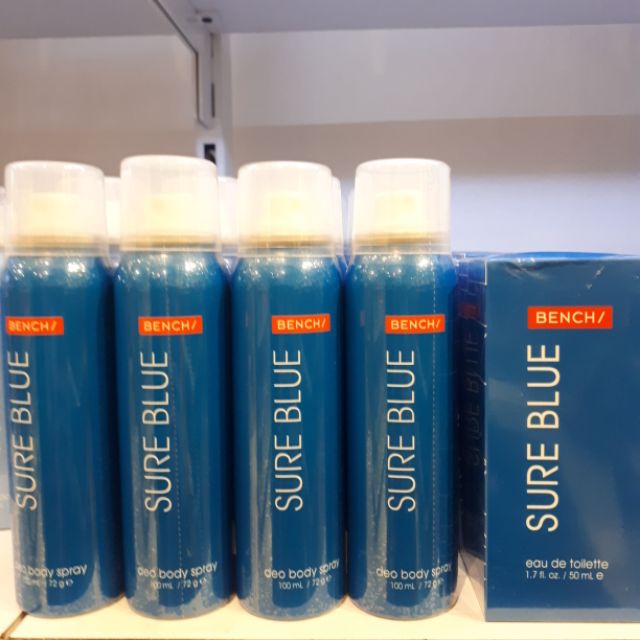 BENCH/
SURE BLUE
deo body spray
100 mL / 72 g e
BENCH/
SURE BLUE
deo body spray
100 mL / 72 g e
BENCH/
SURE BLUE
deo body spray
100 mL / 72 g e
BENCH/
SURE BLUE
deo body spray
100 mL / 72 g e
BENCH/
SURE BLUE
eau de toilette
1.7 fl. oz. / 50 mL e